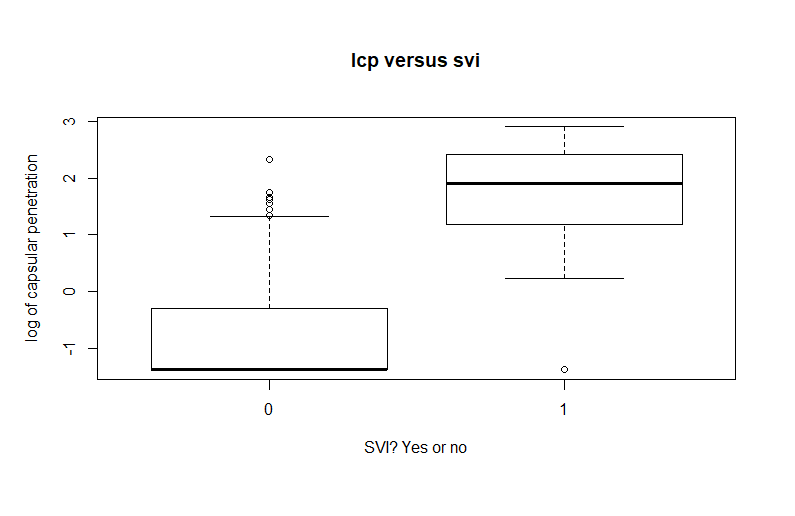 lcp versus svi
log of capsular penetration
3
2
1
0
-1
0
1
SVI? Yes or no